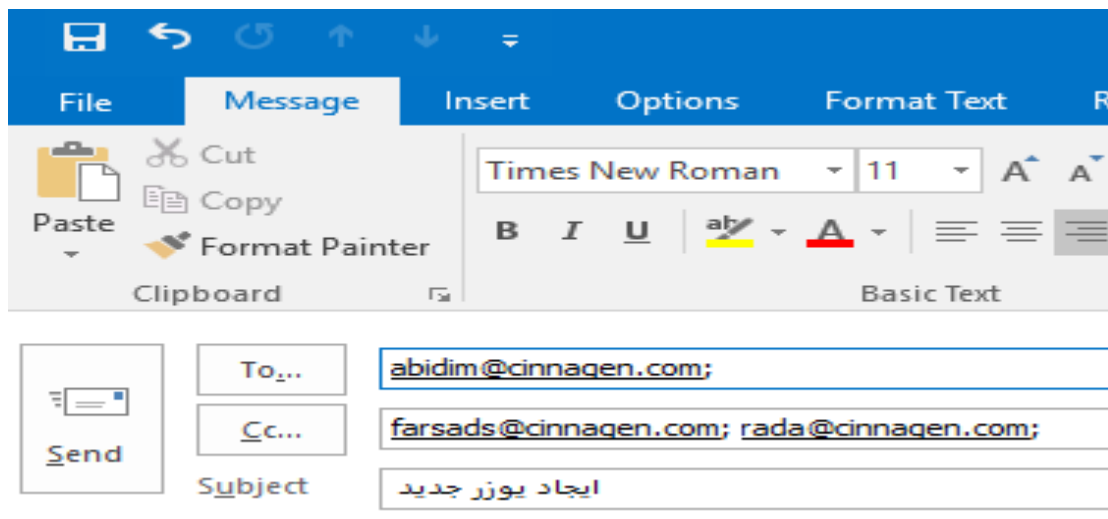 File Message Insert Options Format Text R
Cut
Times New Roman 11 A A
Copy
Paste
B I U ab A
Format Painter
Clipboard Basic Text
To... abidim@cinnagen.com;
Cc... farsads@cinnagen.com; rada@cinnagen.com;
Send
Subject ایجاد یوزر جدید